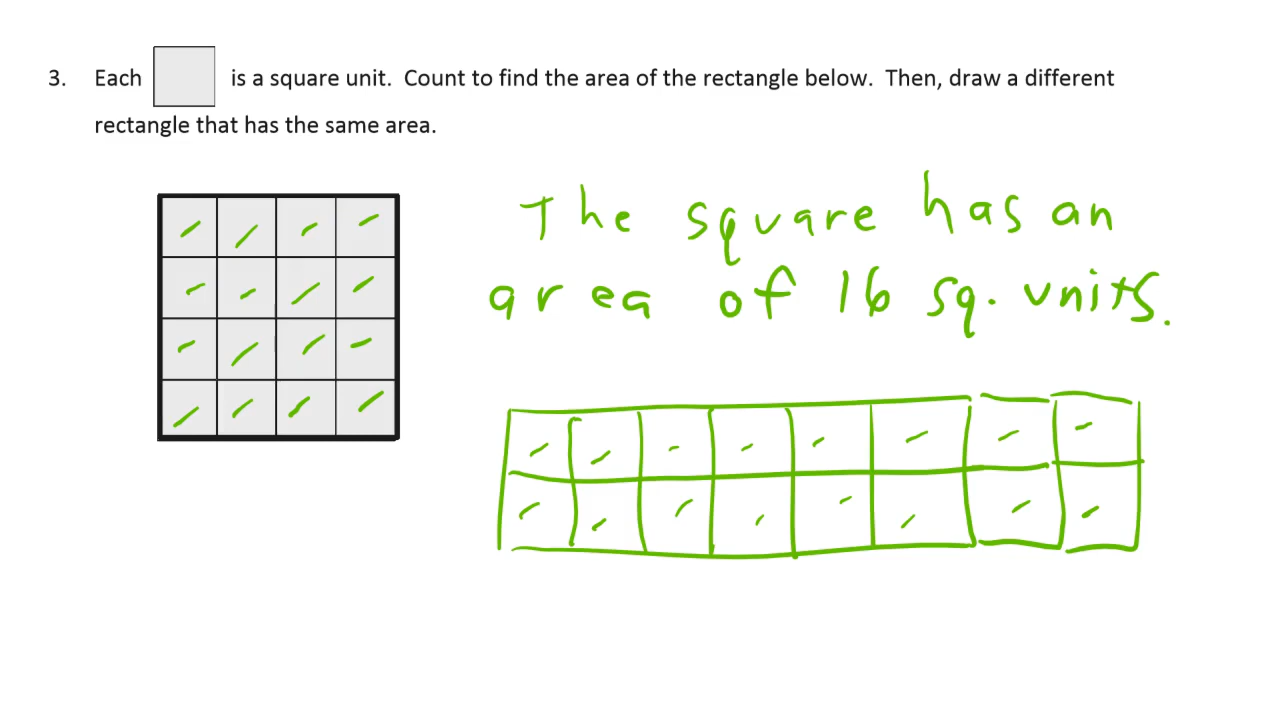 3. Each is a square unit. Count to find the area of the rectangle below. Then, draw a different
rectangle that has the same area.
The square has an
area of 16 sq. units.